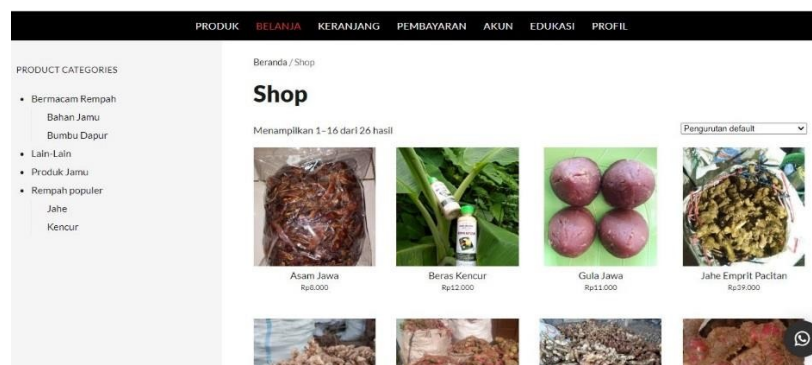 PRODUK BELANJA KERANJANG PEMBAYARAN AKUN EDUKASI PROFIL
PRODUCT CATEGORIES
Bermacam Rempah
Bahan Jamu
Bumbu Dapur
Lain-Lain
Produk Jamu
Rempah populer
Jahe
Kencur
Beranda / Shop
Shop
Menampilkan 1–16 dari 26 hasil
Pengurutan default
Asam Jawa
Rp8.000
Beras Kencur
Rp12.000
Gula Jawa
Rp11.000
Jahe Emprit Pacitan
Rp39.000